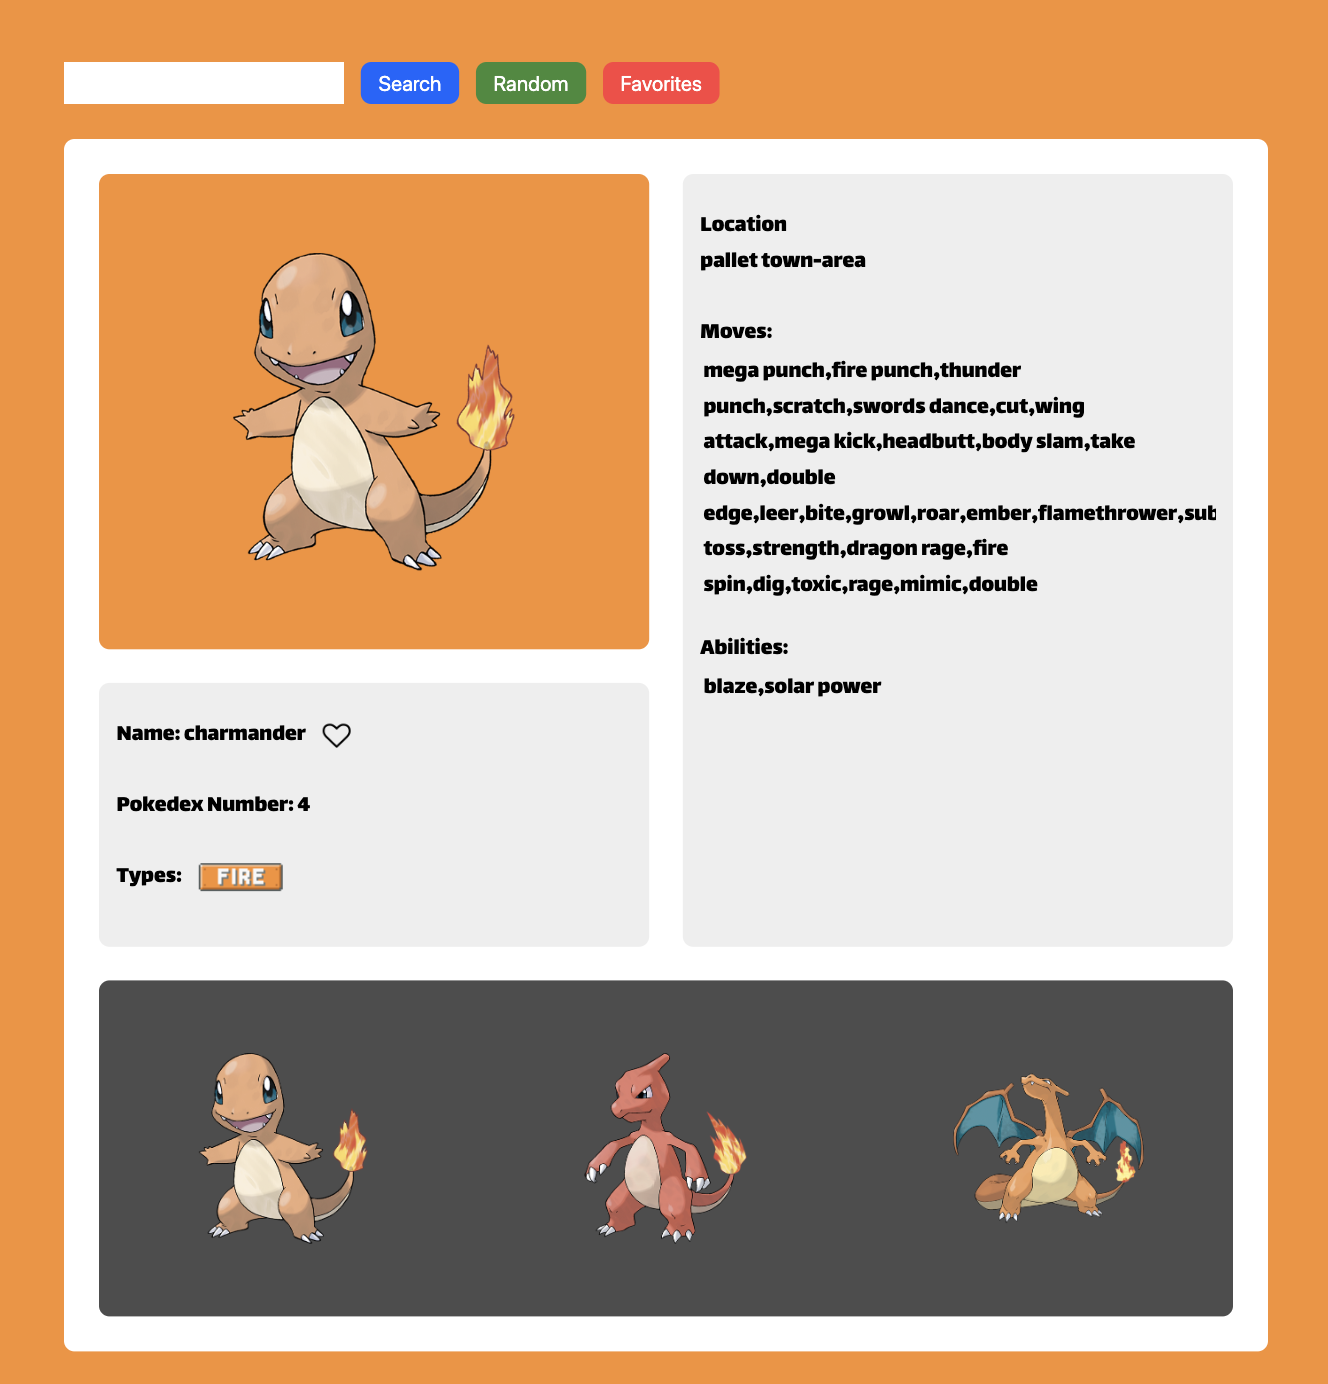 Search Random Favorites
Location
pallet town-area
Moves:
mega punch,fire punch,thunder
punch,scratch,swords dance,cut,wing
attack,mega kick,headbutt,body slam,take
down,double
edge,leer,bite,growl,roar,ember,flamethrower,sub
toss,strength,dragon rage,fire
spin,dig,toxic,rage,mimic,double
Abilities:
blaze,solar power
Name: charmander
Pokedex Number: 4
Types: FIRE